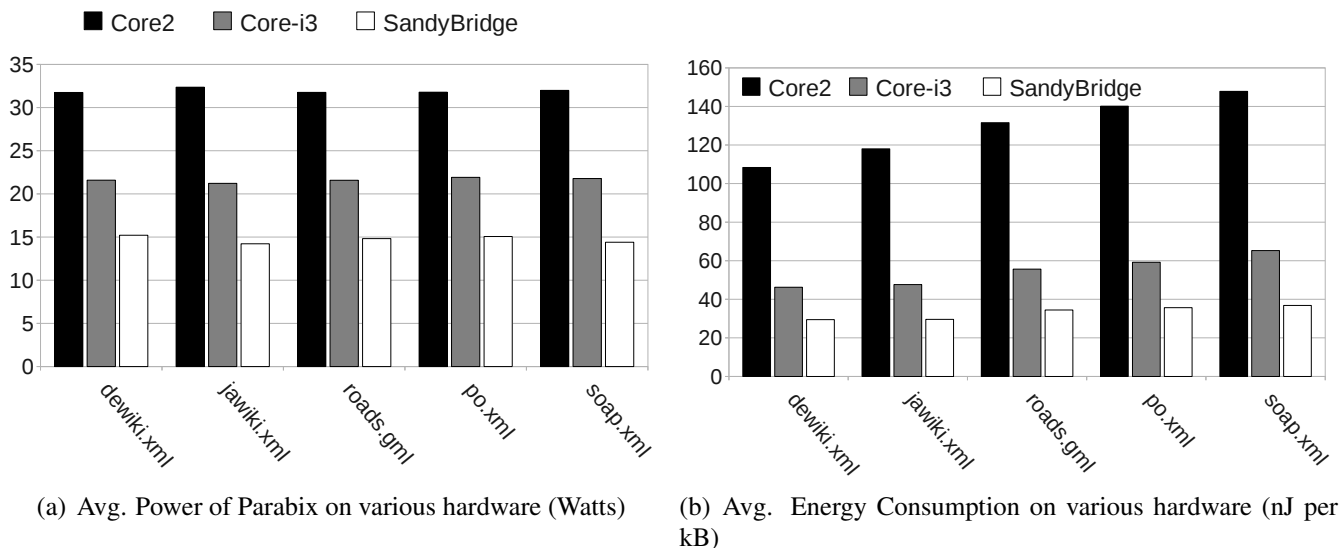 Core2 Core-i3 SandyBridge
35
30
25
20
15
10
5
0
dewiki.xml
jawiki.xml
roads.gml
po.xml
soap.xml
(a) Avg. Power of Parabix on various hardware (Watts)
160
140
120
100
80
60
40
20
0
Core2 Core-i3 SandyBridge
dewiki.xml
jawiki.xml
roads.gml
po.xml
soap.xml
(b) Avg. Energy Consumption on various hardware (nJ per
kB)